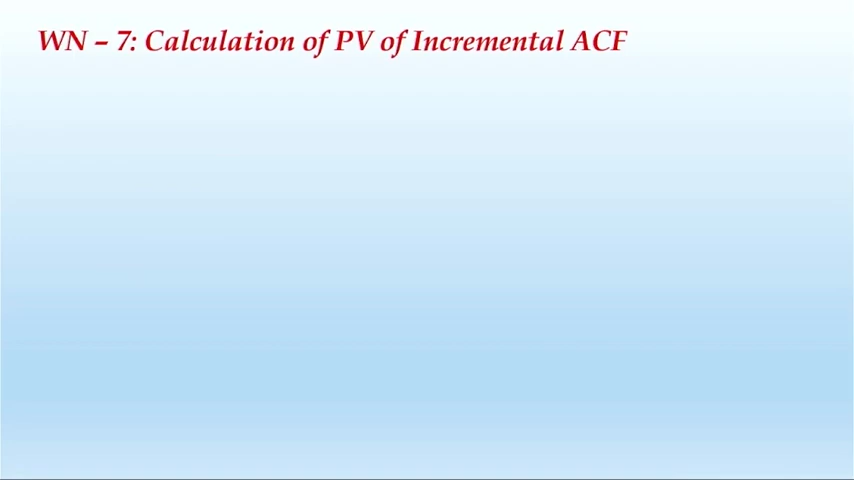 WN – 7: Calculation of PV of Incremental ACF